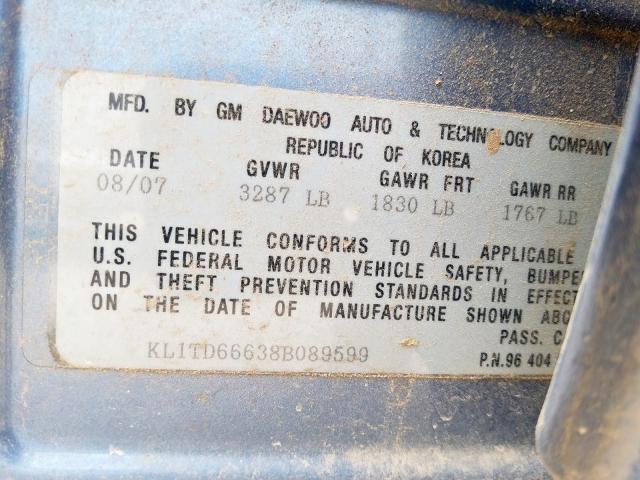 MFD. BY GM DAEWOO AUTO & TECHNOLOGY COMPANY
REPUBLIC OF KOREA
DATE GVWR GAWR FRT GAWR RR
08/07 3287 LB 1830 LB 1767 LB
THIS VEHICLE CONFORMS TO ALL APPLICABLE
U.S. FEDERAL MOTOR VEHICLE SAFETY, BUMPE
AND THEFT PREVENTION STANDARDS IN EFFECT
ON THE DATE OF MANUFACTURE SHOWN ABO
PASS. C
KL1TD66638B089599 P.N.96 404